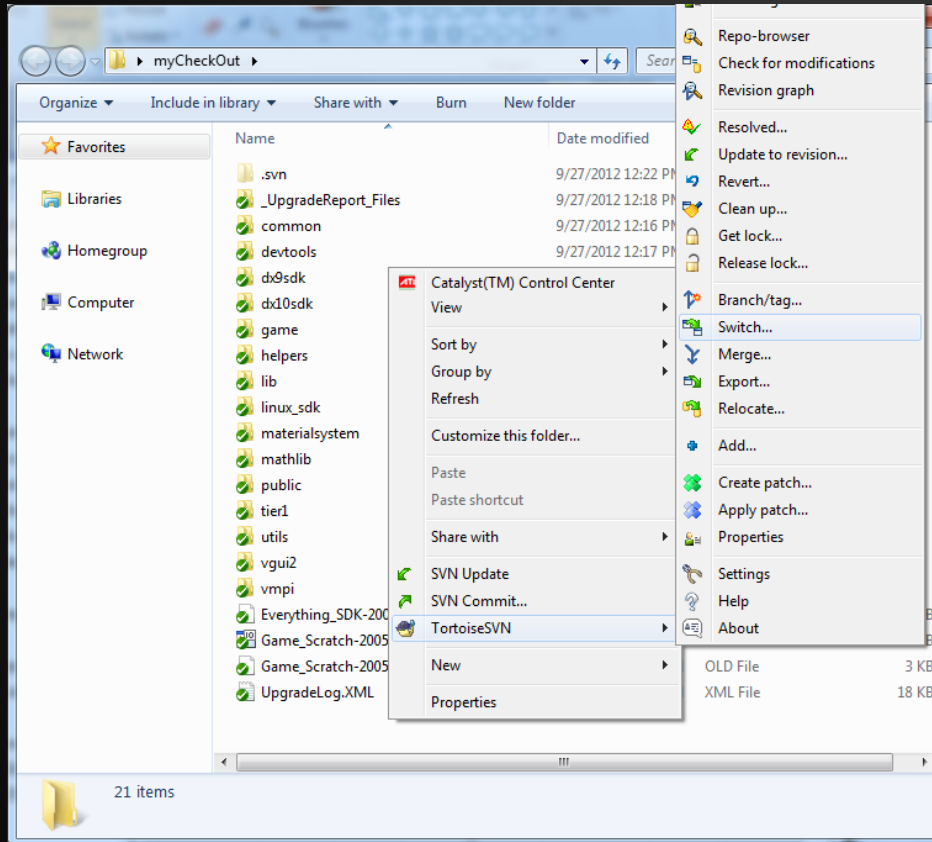 myCheckOut
Sear
Organize
Include in library
Share with
Burn
New folder
Favorites
Libraries
Homegroup
Computer
Network
Name
Date modified
.svn
9/27/2012 12:22 PM
_UpgradeReport_Files
9/27/2012 12:18 PM
common
9/27/2012 12:16 PM
devtools
9/27/2012 12:17 PM
dx9sdk
dx10sdk
game
helpers
lib
linux_sdk
materialsystem
mathlib
public
tier1
utils
vgui2
vmpi
Everything_SDK-200
Game_Scratch-2005
Game_Scratch-2005
OLD File
3 KB
UpgradeLog.XML
XML File
18 KB
Catalyst(TM) Control Center
View
Sort by
Group by
Refresh
Customize this folder...
Paste
Paste shortcut
Share with
SVN Update
SVN Commit...
TortoiseSVN
New
Properties
Repo-browser
Check for modifications
Revision graph
Resolved...
Update to revision...
Revert...
Clean up...
Get lock...
Release lock...
Branch/tag...
Switch...
Merge...
Export...
Relocate...
Add...
Create patch...
Apply patch...
Properties
Settings
Help
About
21 items